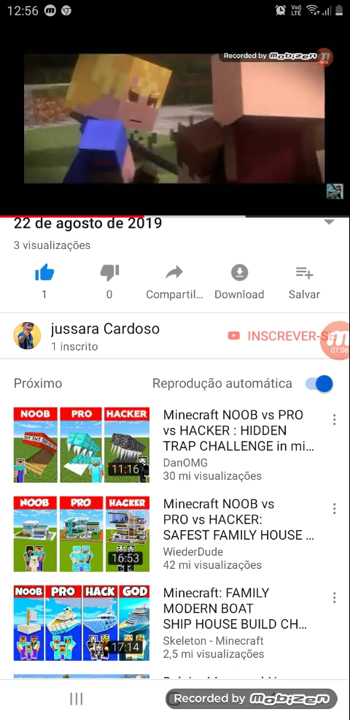 12:56
Recorded by mobizen
22 de agosto de 2019
3 visualizações
1
0
Compartil...
Download
Salvar
jussara Cardoso
1 inscrito
INSCREVER-S
07:06
Próximo
Reprodução automática
NOOB PRO HACKER
11:16
Minecraft NOOB vs PRO
vs HACKER : HIDDEN
TRAP CHALLENGE in mi...
DanOMG
30 mi visualizações
NOOB PRO HACKER
16:53
Minecraft NOOB vs
PRO vs HACKER:
SAFEST FAMILY HOUSE ...
WiederDude
42 mi visualizações
NOOB PRO HACK GOD
17:14
Minecraft: FAMILY
MODERN BOAT
SHIP HOUSE BUILD CH...
Skeleton - Minecraft
2,5 mi visualizações
Recorded by mobizen